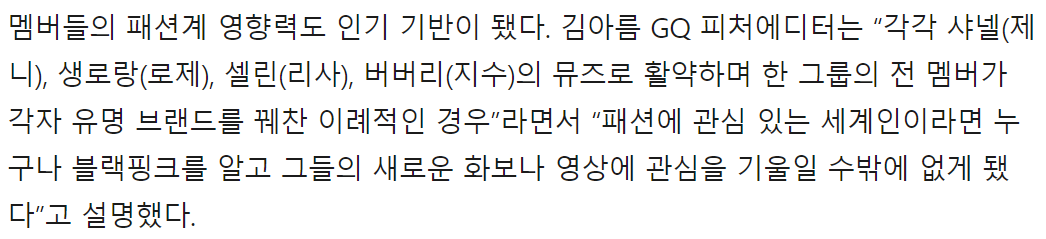 멤버들의 패션계 영향력도 인기 기반이 됐다. 김아름 GQ 피처에디터는 “각각 샤넬(제
니), 생로랑(로제), 셀린(리사), 버버리(지수)의 뮤즈로 활약하며 한 그룹의 전 멤버가
각자 유명 브랜드를 꿰찬 이례적인 경우”라면서 “패션에 관심 있는 세계인이라면 누
구나 블랙핑크를 알고 그들의 새로운 화보나 영상에 관심을 기울일 수밖에 없게 됐
다”고 설명했다.